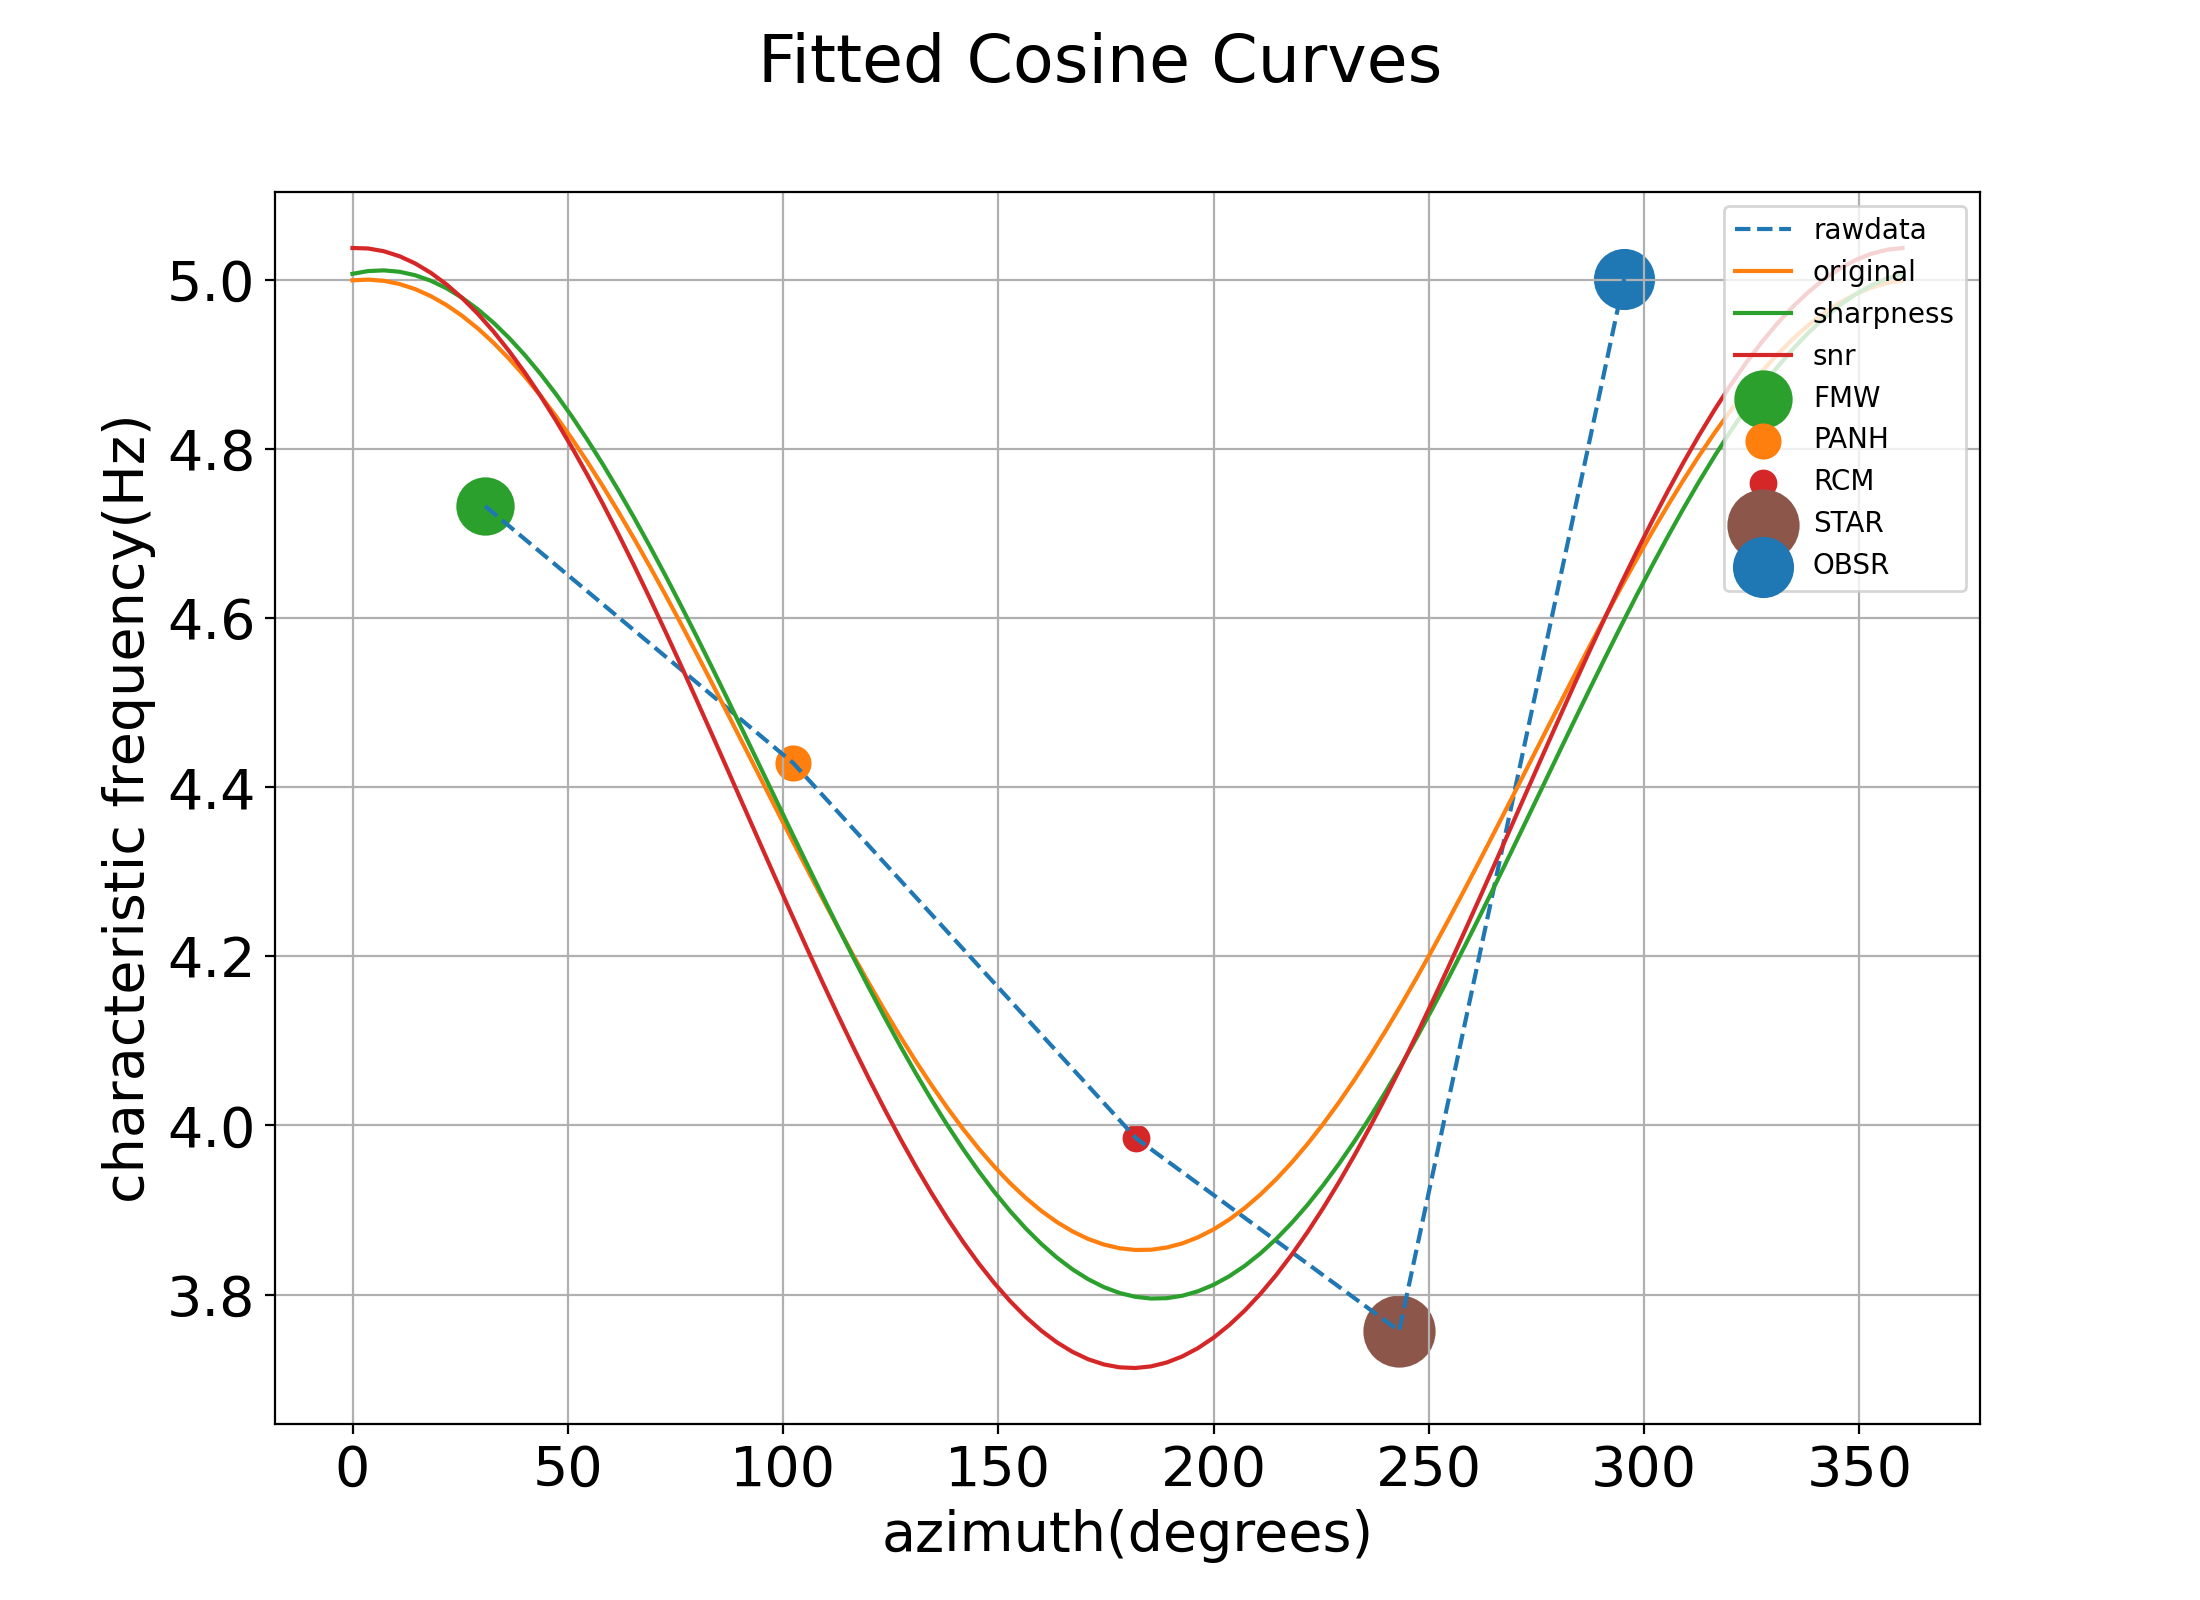 Fitted Cosine Curves
characteristic frequency(Hz)
5.0
4.8
4.6
4.4
4.2
4.0
3.8
0 50 100 150 200 250 300 350
azimuth(degrees)
rawdata
original
sharpness
snr
FMW
PANH
RCM
STAR
OBSR